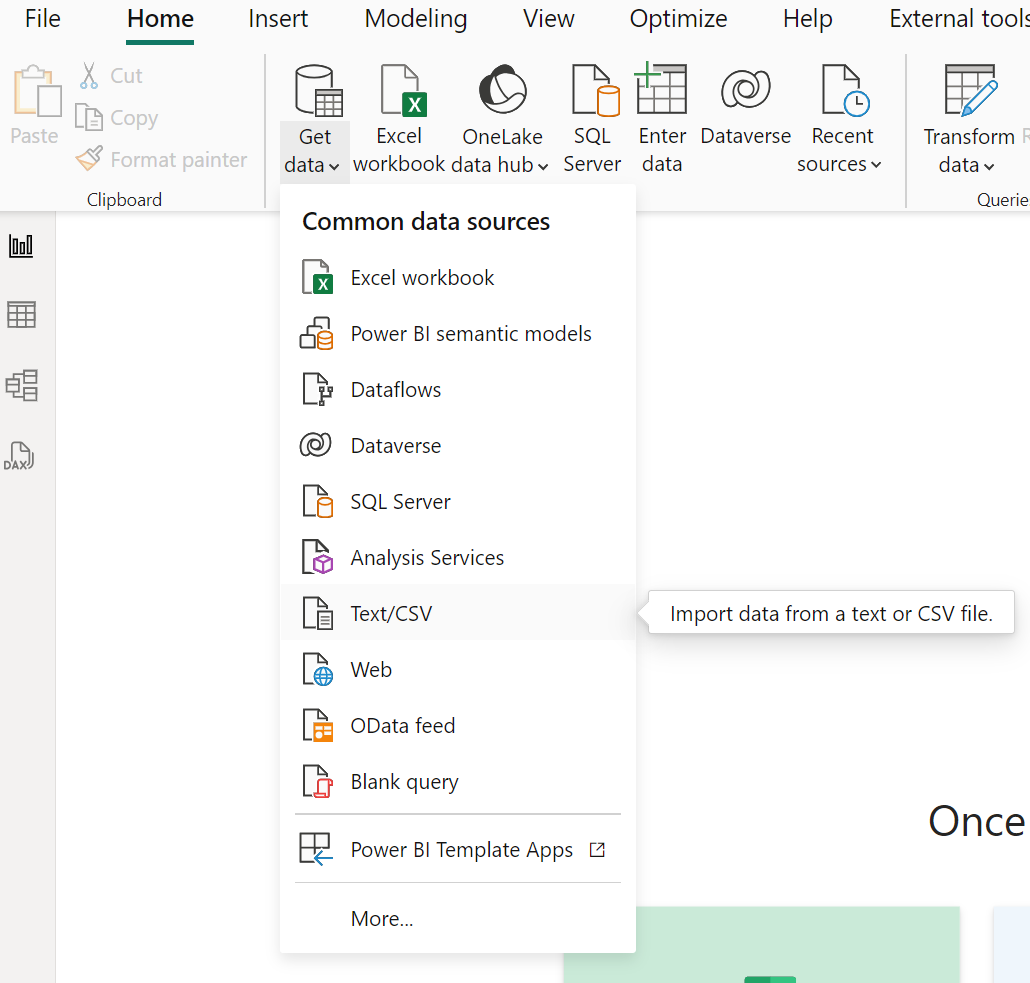 File Home Insert Modeling View Optimize Help External tools
Paste
Cut
Copy
Format painter
Clipboard
Get data
Excel workbook
OneLake data hub
SQL Server
Enter data
Dataverse
Recent sources
Transform data
Common data sources
Excel workbook
Power BI semantic models
Dataflows
Dataverse
SQL Server
Analysis Services
Text/CSV
Import data from a text or CSV file.
Web
OData feed
Blank query
Power BI Template Apps
More...
DAX
Once